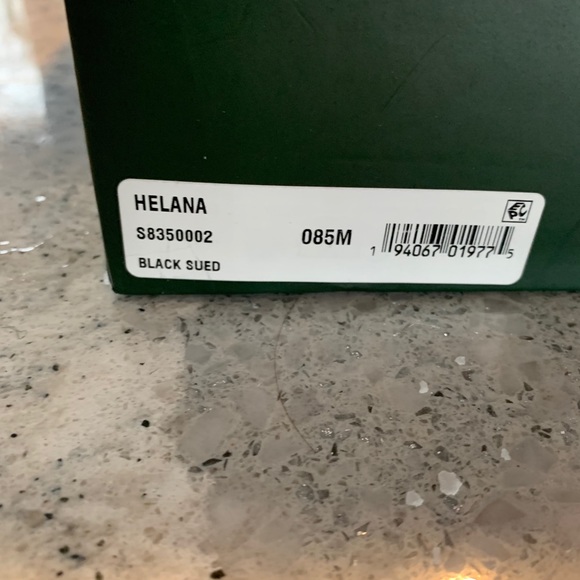 HELANA
S8350002
085M
BLACK SUED
1 94067 01977 5